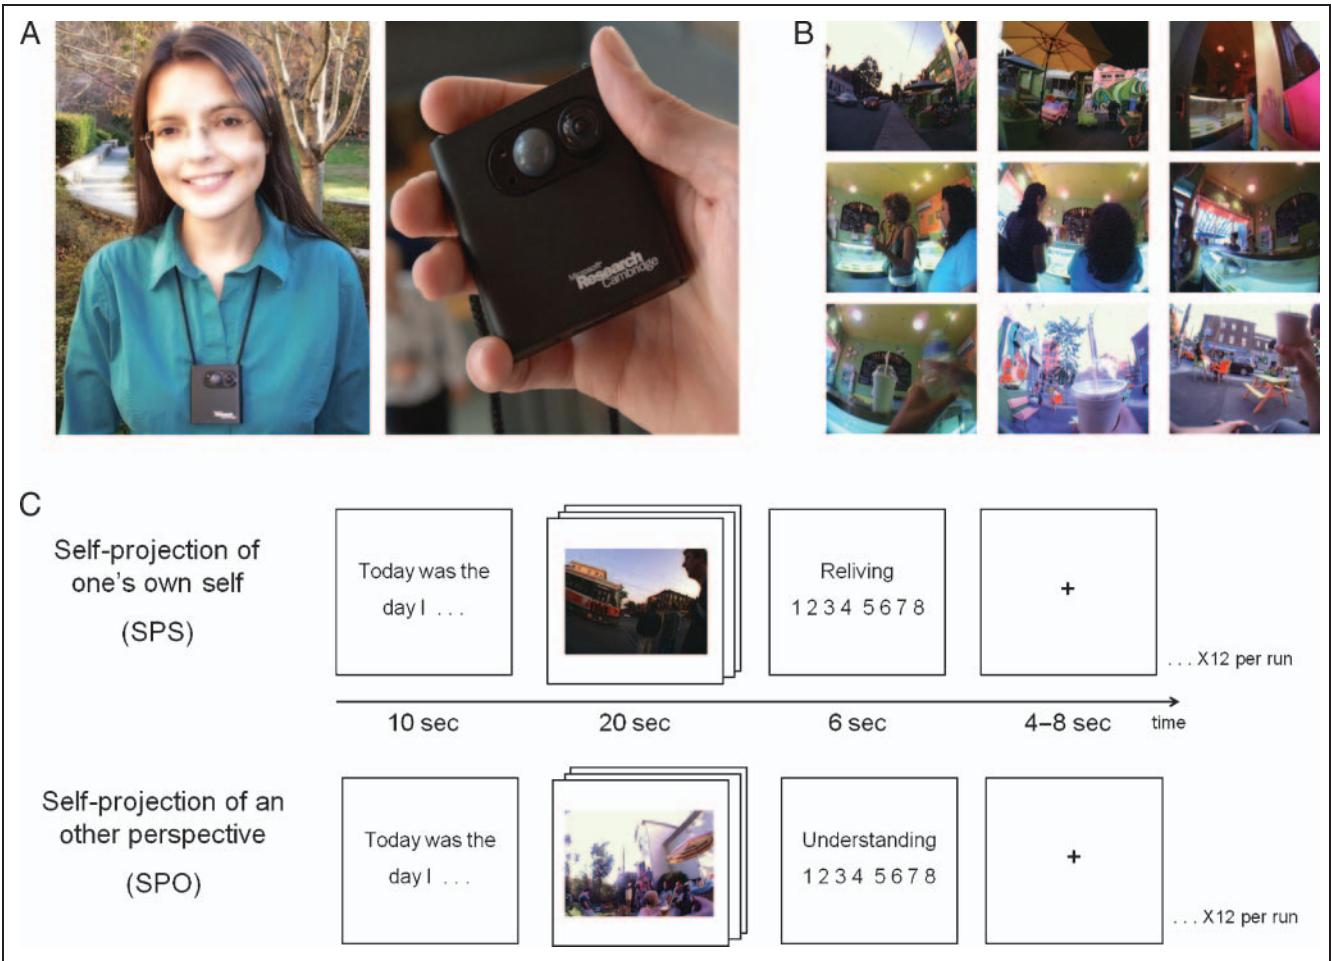 A
B
Microsoft
Research
Cambridge
C
Self-projection of
one's own self
(SPS)
Today was the
day I . . .
Reliving
1 2 3 4 5 6 7 8
+
. . . X12 per run
10 sec
20 sec
6 sec
4–8 sec
time
Self-projection of an
other perspective
(SPO)
Today was the
day I . . .
Understanding
1 2 3 4 5 6 7 8
+
. . . X12 per run